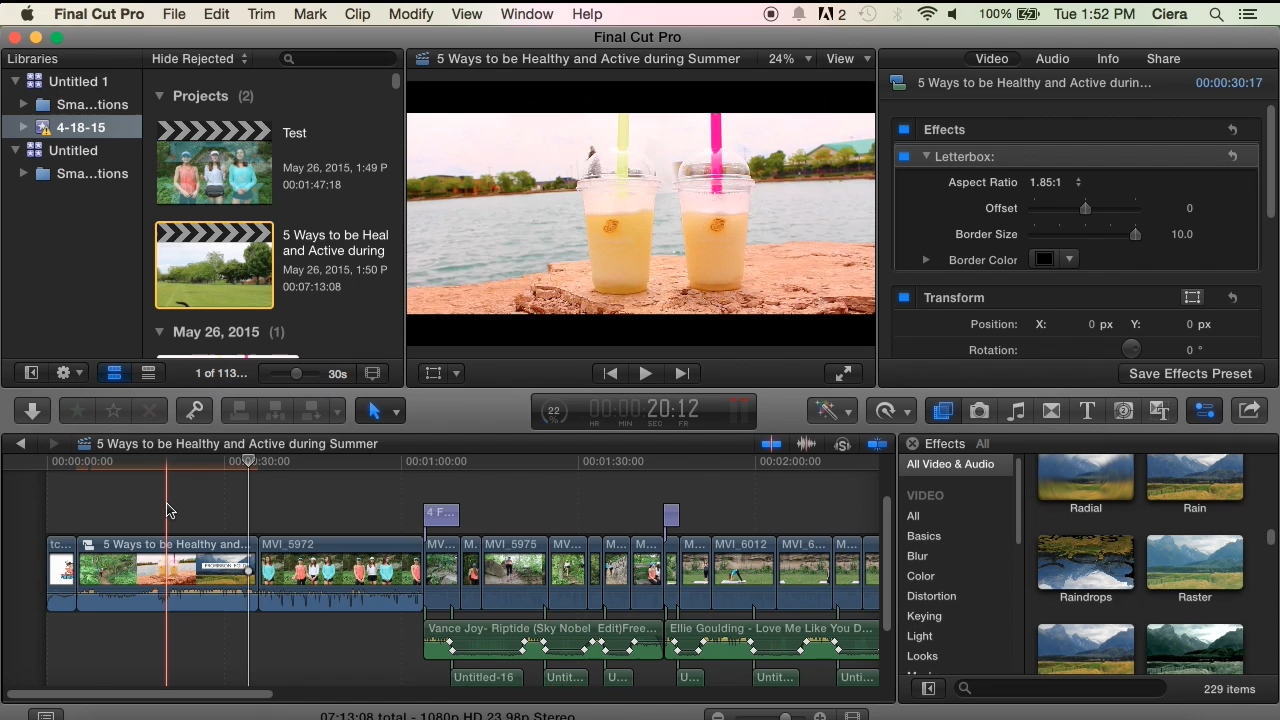 Final Cut Pro File Edit Trim Mark Clip Modify View Window Help 2 100% Tue 1:52 PM Ciera
Final Cut Pro
Libraries Hide Rejected
Untitled 1
Sma...tions
4-18-15
Untitled
Sma...tions
Projects (2)
Test
May 26, 2015, 1:49 P
00:01:47:18
5 Ways to be Heal
and Active during
May 26, 2015, 1:50 P
00:07:13:08
May 26, 2015 (1)
1 of 113... 30s
5 Ways to be Healthy and Active during Summer 24% View
Video Audio Info Share
5 Ways to be Healthy and Active durin... 00:00:30:17
Effects
Letterbox:
Aspect Ratio 1.85:1
Offset 0
Border Size 10.0
Border Color
Transform
Position: X: 0 px Y: 0 px
Rotation: 0 °
Save Effects Preset
22 % 00:00:20:12
HR MIN SEC FR
5 Ways to be Healthy and Active during Summer
00:00:00:00 00:01:00:00 00:01:30:00 00:02:00:00
4 F...
tc... 5 Ways to be Healthy and... MVI_5972 MV... M. MVI_5975 MV... M... M... M... MVI_6012 MVI_6... M...
Vance Joy- Riptide (Sky Nobel Edit)Free... Ellie Goulding - Love Me Like You D...
Untitled-16 Untit... U... U... Untit... Unti...
07:13:08 total - 1080p HD 23.98p Stereo
Effects All
All Video & Audio
VIDEO
All
Basics
Blur
Color
Distortion
Keying
Light
Looks
Radial Rain
Raindrops Raster
229 items